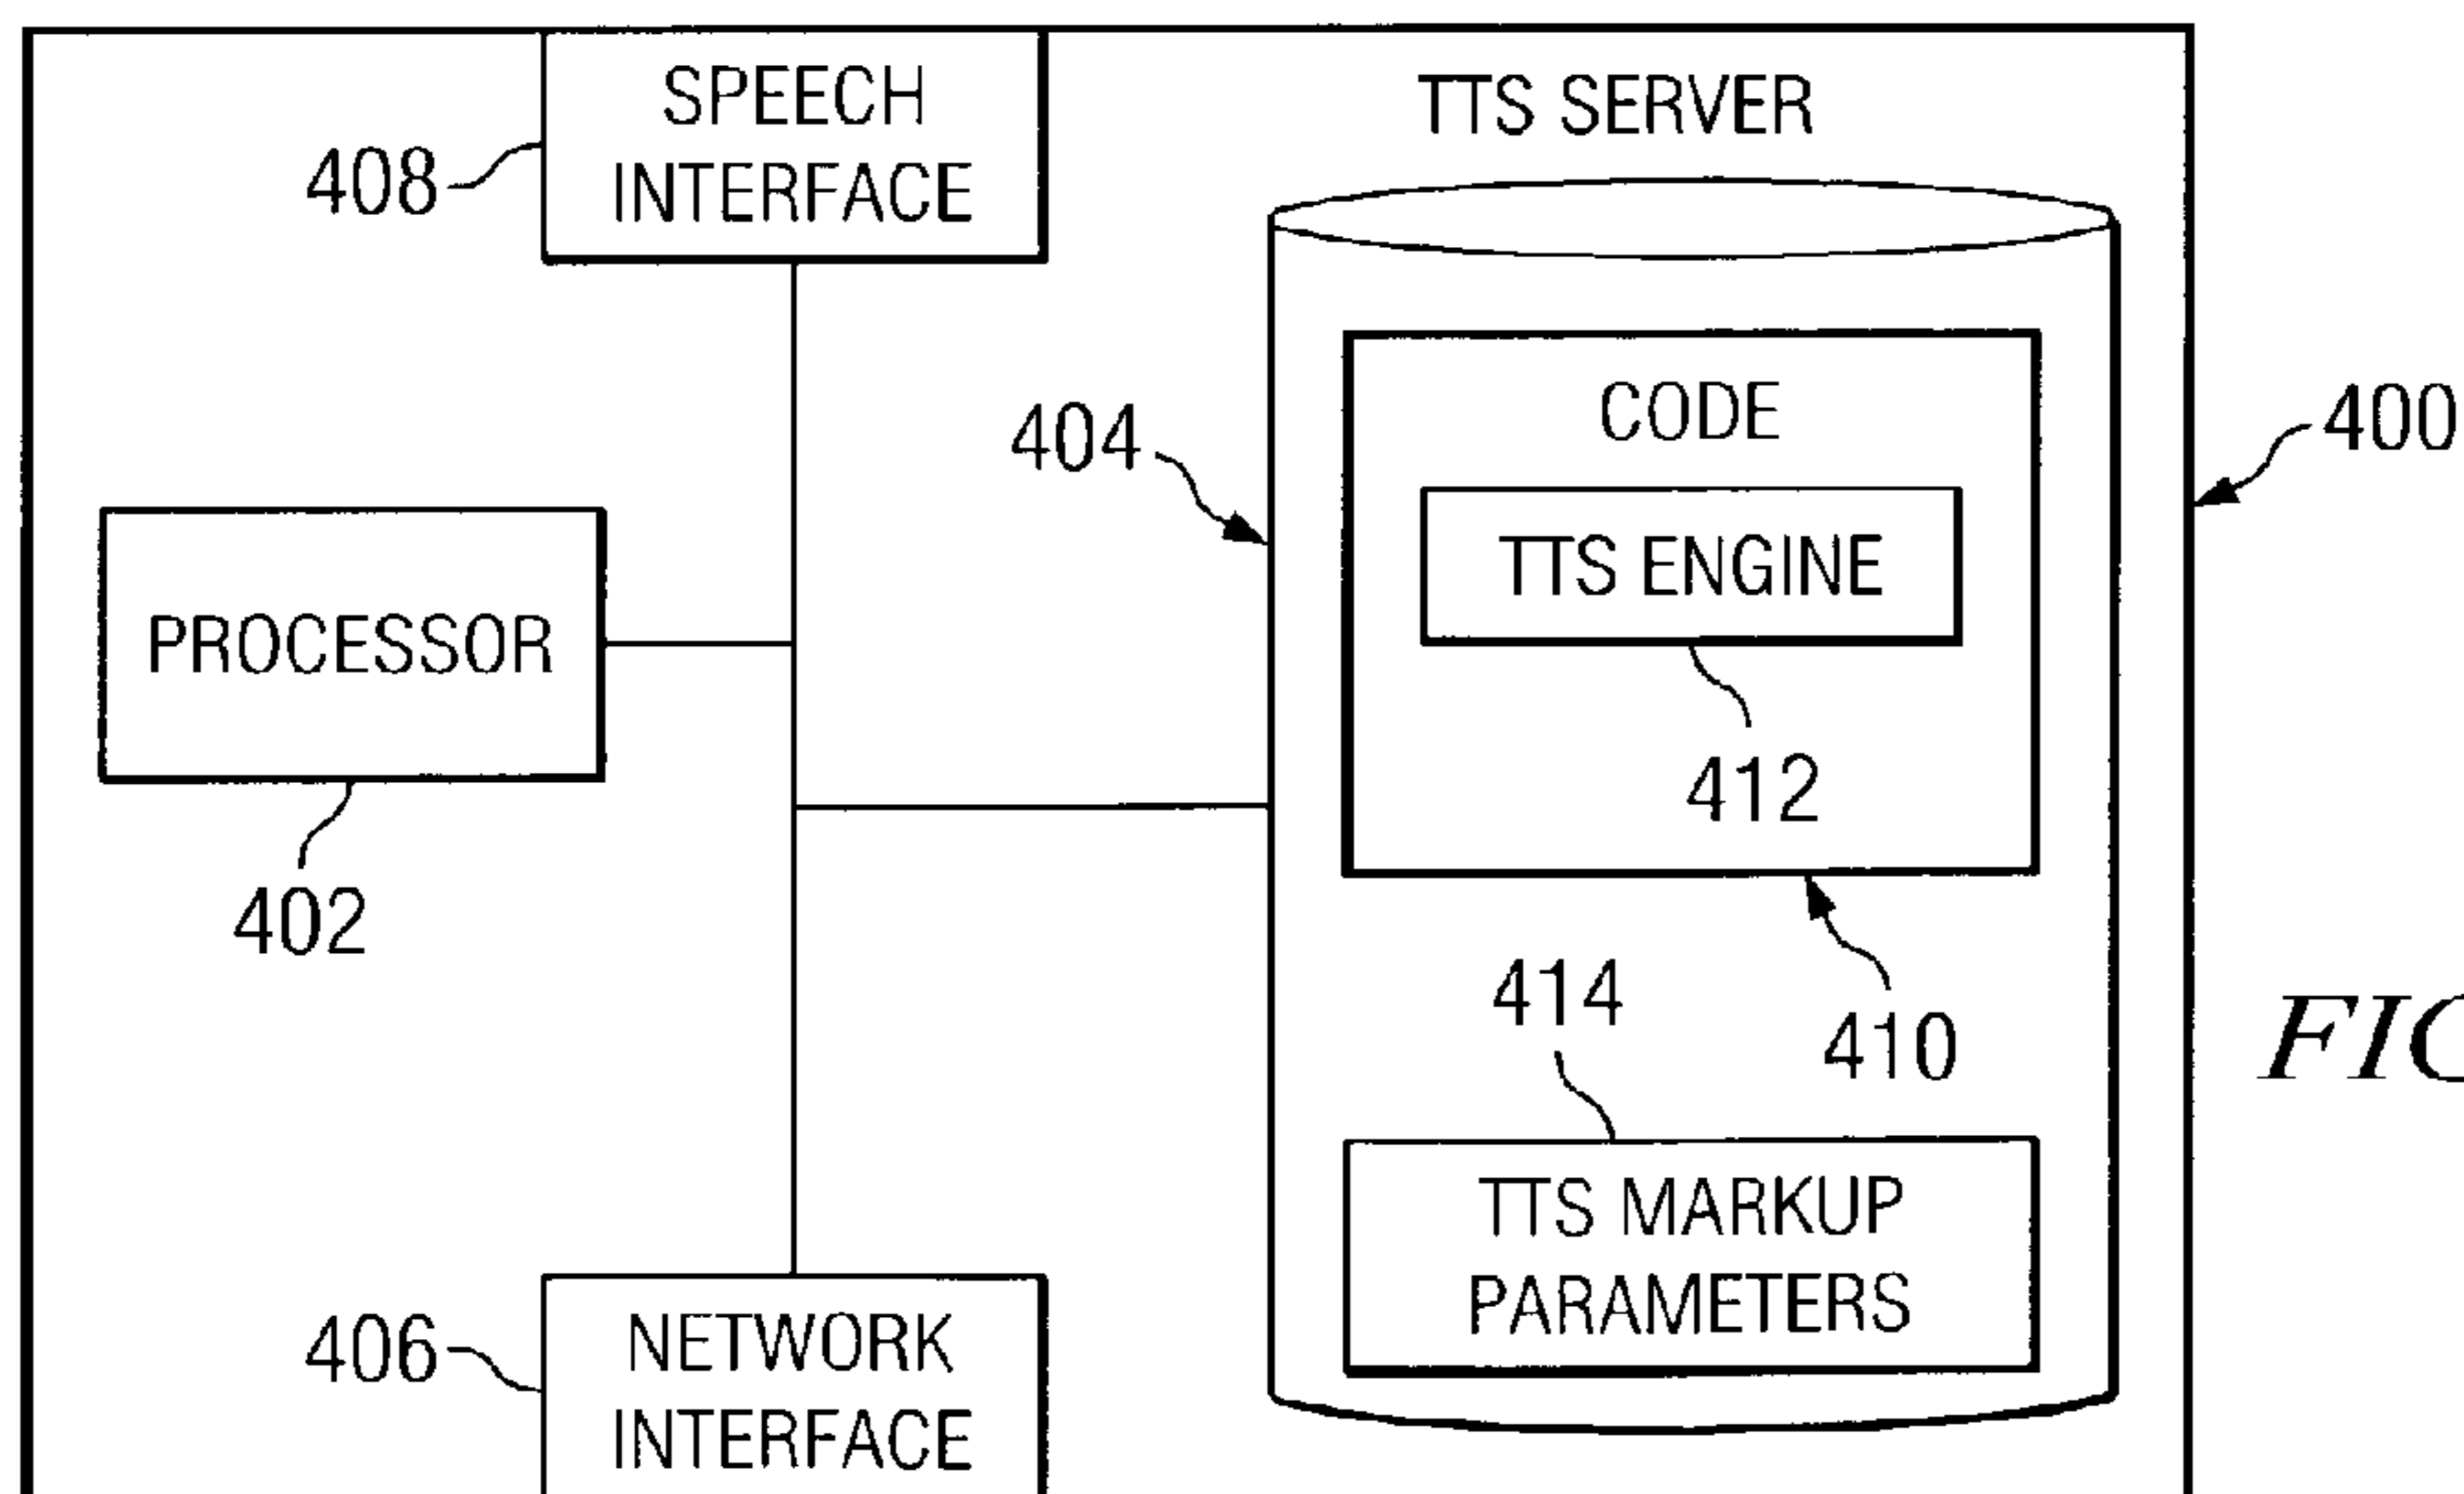 SPEECH
INTERFACE
408
TTS SERVER
404
CODE
400
TTS ENGINE
412
PROCESSOR
402
410
414
TTS MARKUP
PARAMETERS
406
NETWORK
INTERFACE